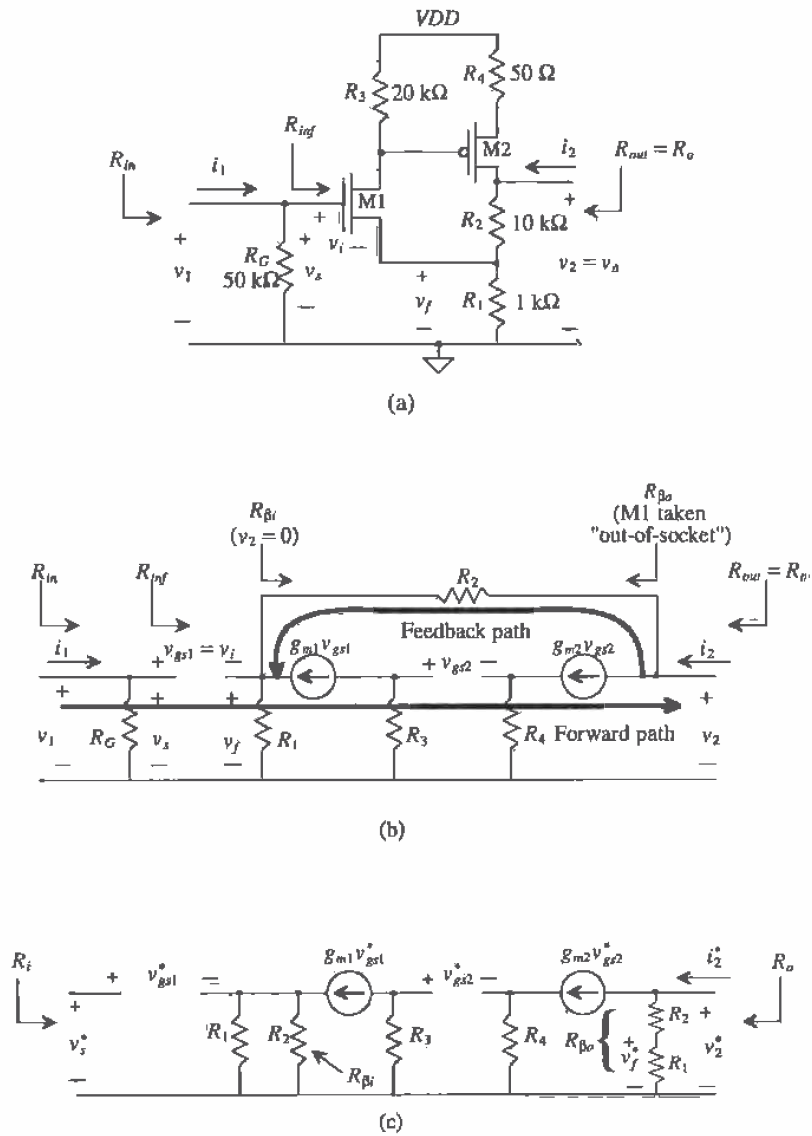 VDD
R4
50 Ω
R3
20 kΩ
Rinf
Rin
i1
M2
i2
Rout = Ro
M1
+
+
vi −
R2
10 kΩ
+
+
+
v1
RG
50 kΩ
vs
+
vf
R1
1 kΩ
−
−
−
−
−
(a)
Rβi
(v2 = 0)
Rβo
(M1 taken
"out-of-socket")
Rin
Rinf
R2
Rout = Ro
Feedback path
i1
vgs1 = vi
gm1vgs1
+ vgs2 −
gm2vgs2
i2
v1
RG
vs
vf
R1
R3
R4
Forward path
v2
(b)
Ri
+ v*gs1 −
gm1v*gs1
+ v*gs2 −
gm2v*gs2
i*2
Ro
+
v*s
−
R1
R2
R3
R4
Rβo
+
v*f
−
R2
R1
+
v*2
−
Rβi
(c)